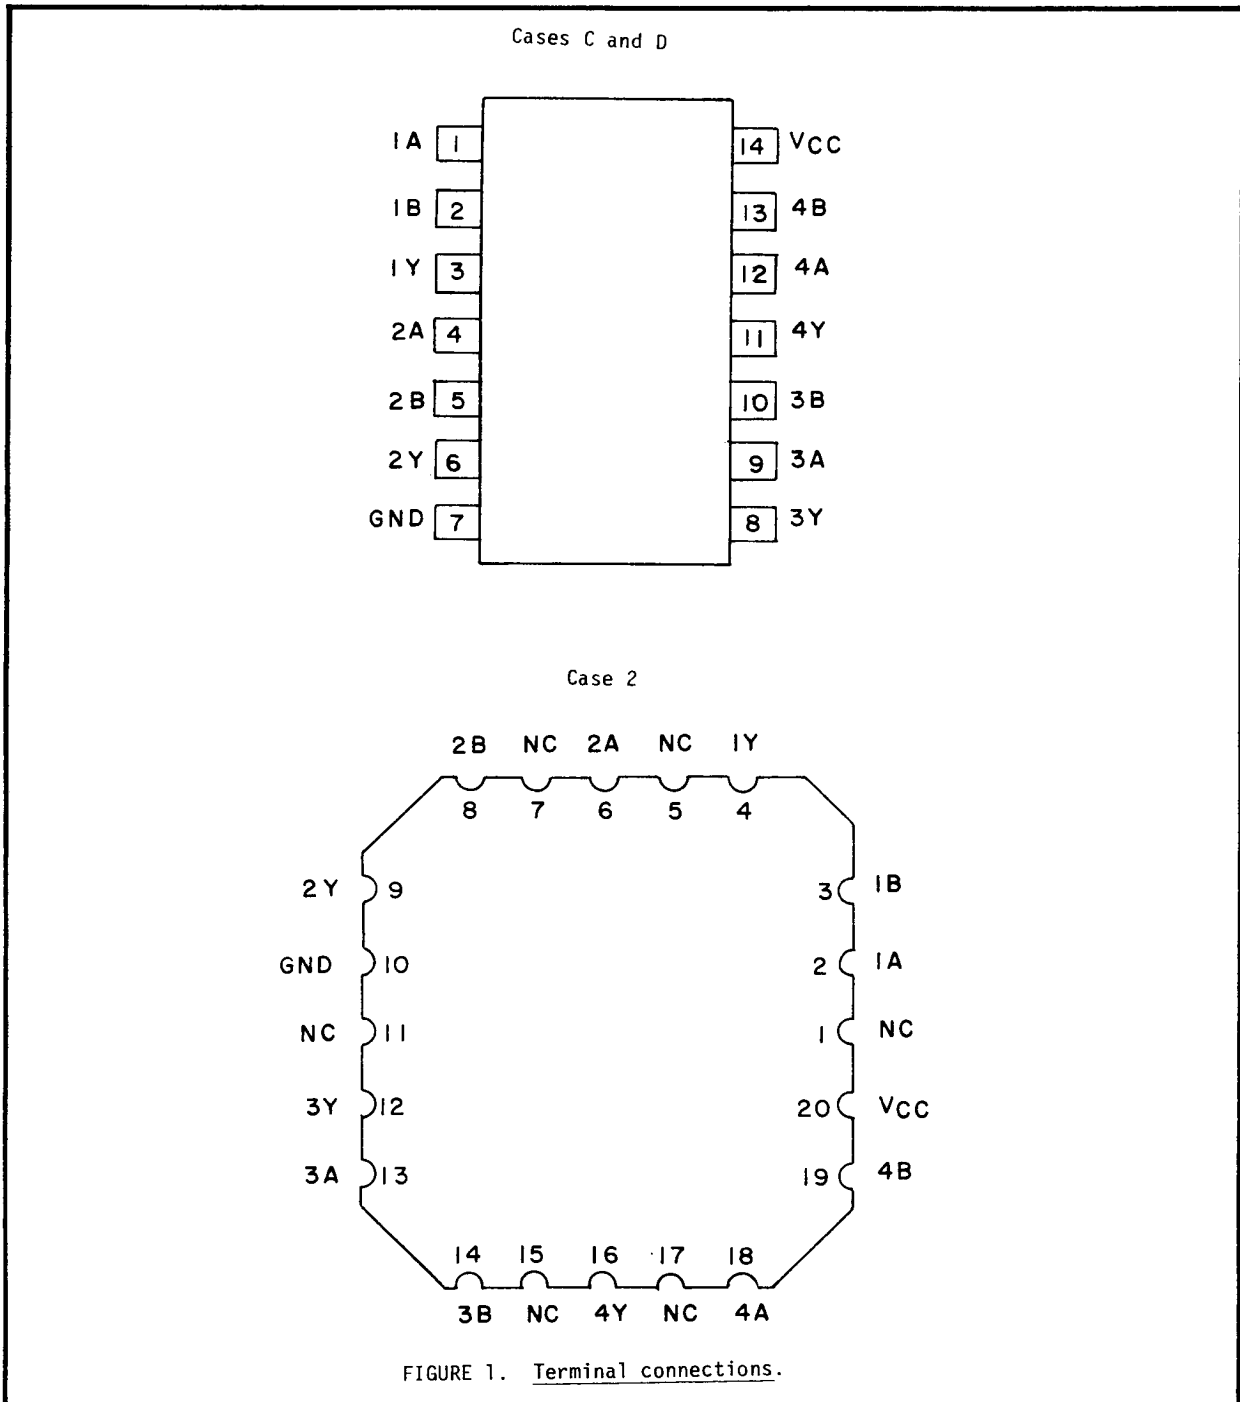 Cases C and D
1A 1 14 VCC
1B 2 13 4B
1Y 3 12 4A
2A 4 11 4Y
2B 5 10 3B
2Y 6 9 3A
GND 7 8 3Y
Case 2
2B NC 2A NC 1Y
8 7 6 5 4
2Y 9 3 1B
GND 10 2 1A
NC 11 1 NC
3Y 12 20 VCC
3A 13 19 4B
14 15 16 17 18
3B NC 4Y NC 4A
FIGURE 1. Terminal connections.